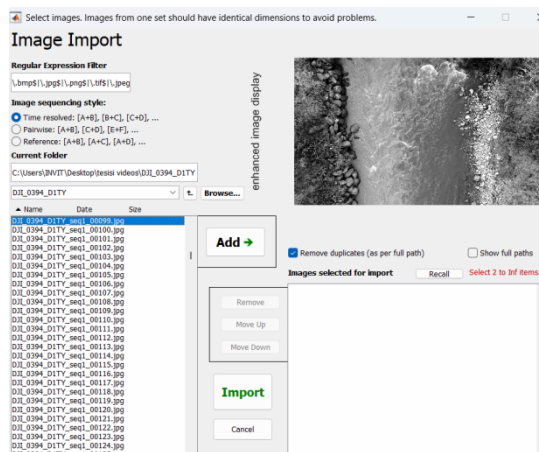 Select images. Images from one set should have identical dimensions to avoid problems.
Image Import
Regular Expression Filter
\.bmp$|\.jpg$|\.png$|\.tif$|\.jpeg
Image sequencing style:
Time resolved: [A+B], [B+C], [C+D], ...
Pairwise: [A+B], [C+D], [E+F], ...
Reference: [A+B], [A+C], [A+D], ...
Current Folder
C:\Users\INVIT\Desktop\tesisi videos\DJI_0394_D1TY
DJI_0394_D1TY
Browse...
Name Date Size
DJI_0394_D1TY_seq1_00099.jpg
DJI_0394_D1TY_seq1_00100.jpg
DJI_0394_D1TY_seq1_00101.jpg
DJI_0394_D1TY_seq1_00102.jpg
DJI_0394_D1TY_seq1_00103.jpg
DJI_0394_D1TY_seq1_00104.jpg
DJI_0394_D1TY_seq1_00105.jpg
DJI_0394_D1TY_seq1_00106.jpg
DJI_0394_D1TY_seq1_00107.jpg
DJI_0394_D1TY_seq1_00108.jpg
DJI_0394_D1TY_seq1_00109.jpg
DJI_0394_D1TY_seq1_00110.jpg
DJI_0394_D1TY_seq1_00111.jpg
DJI_0394_D1TY_seq1_00112.jpg
DJI_0394_D1TY_seq1_00113.jpg
DJI_0394_D1TY_seq1_00114.jpg
DJI_0394_D1TY_seq1_00115.jpg
DJI_0394_D1TY_seq1_00116.jpg
DJI_0394_D1TY_seq1_00117.jpg
DJI_0394_D1TY_seq1_00118.jpg
DJI_0394_D1TY_seq1_00119.jpg
DJI_0394_D1TY_seq1_00120.jpg
DJI_0394_D1TY_seq1_00121.jpg
DJI_0394_D1TY_seq1_00122.jpg
DJI_0394_D1TY_seq1_00123.jpg
DJI_0394_D1TY_seq1_00124.jpg
enhanced image display
Add
Remove
Move Up
Move Down
Import
Cancel
Remove duplicates (as per full path)
Show full paths
Images selected for import
Recall
Select 2 to Inf items